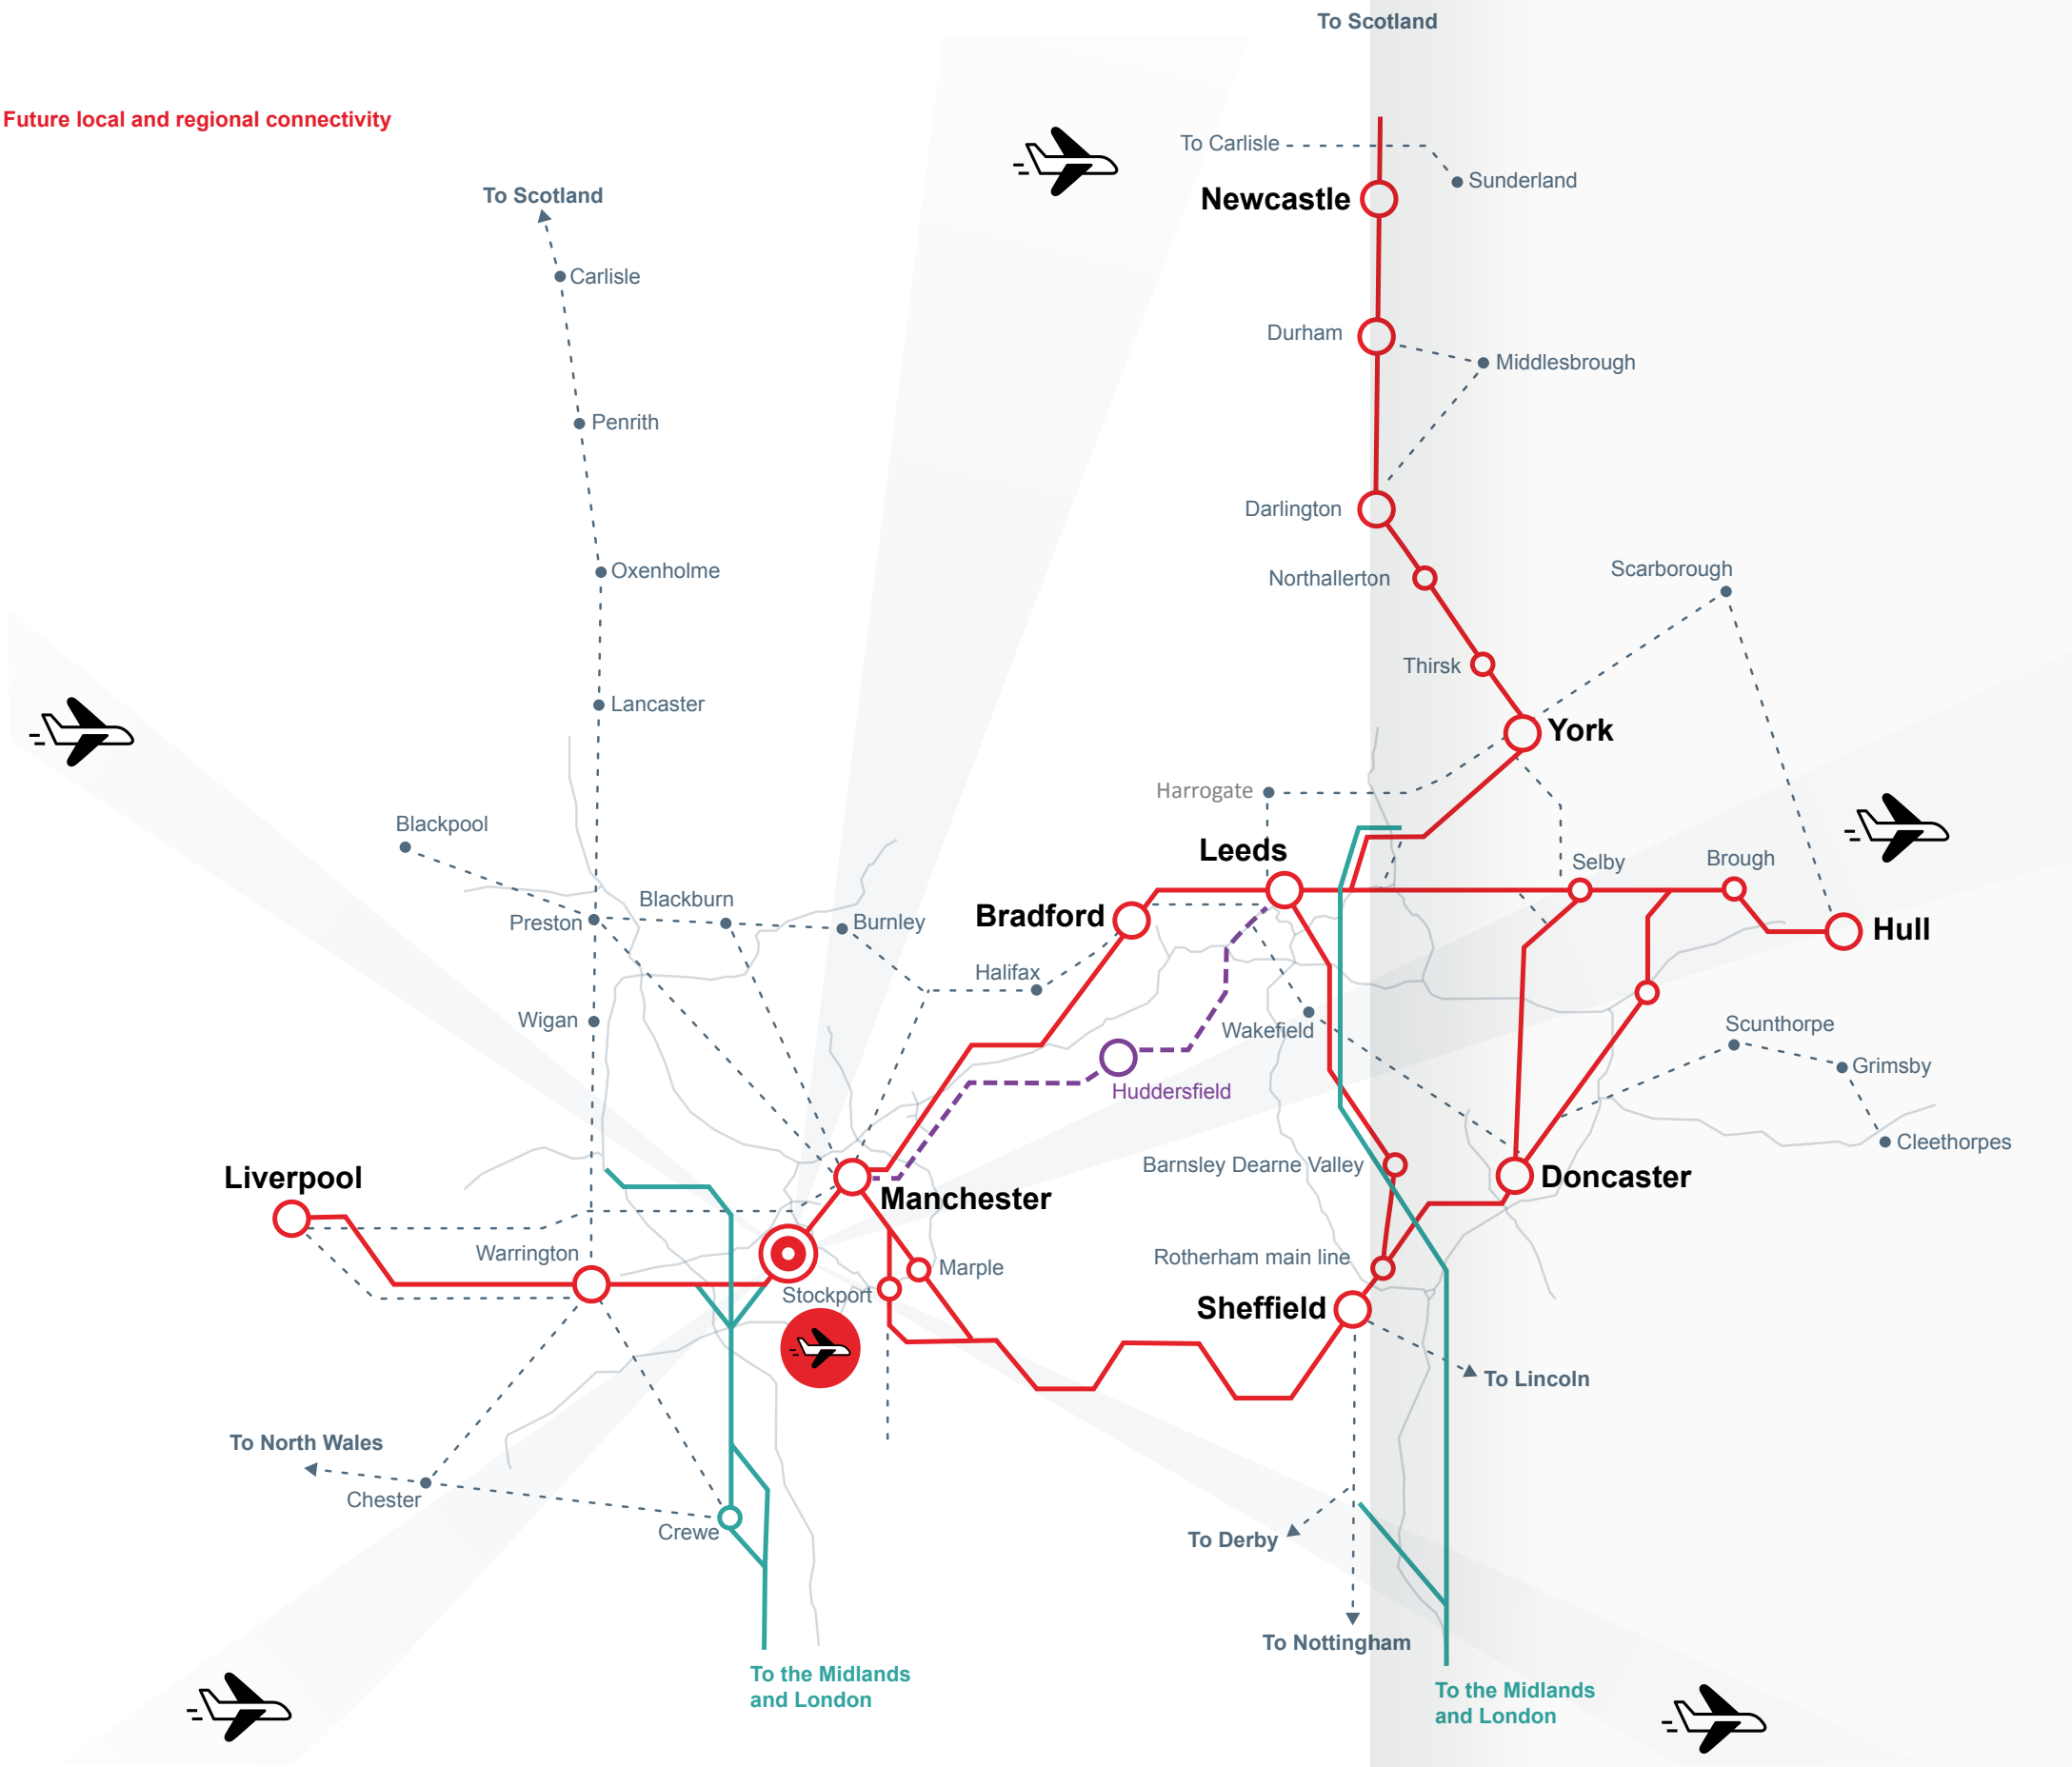 To Scotland
Future local and regional connectivity
To Carlisle
Sunderland
To Scotland
Newcastle
Carlisle
Durham
Middlesbrough
Penrith
Darlington
Oxenholme
Northallerton
Scarborough
Thirsk
Lancaster
York
Harrogate
Blackpool
Leeds
Selby
Brough
Blackburn
Preston
Burnley
Bradford
Hull
Halifax
Wigan
Wakefield
Scunthorpe
Grimsby
Huddersfield
Cleethorpes
Liverpool
Barnsley Dearne Valley
Doncaster
Manchester
Warrington
Marple
Rotherham main line
Stockport
Sheffield
To Lincoln
To North Wales
Chester
Crewe
To Derby
To Nottingham
To the Midlands
and London
To the Midlands
and London